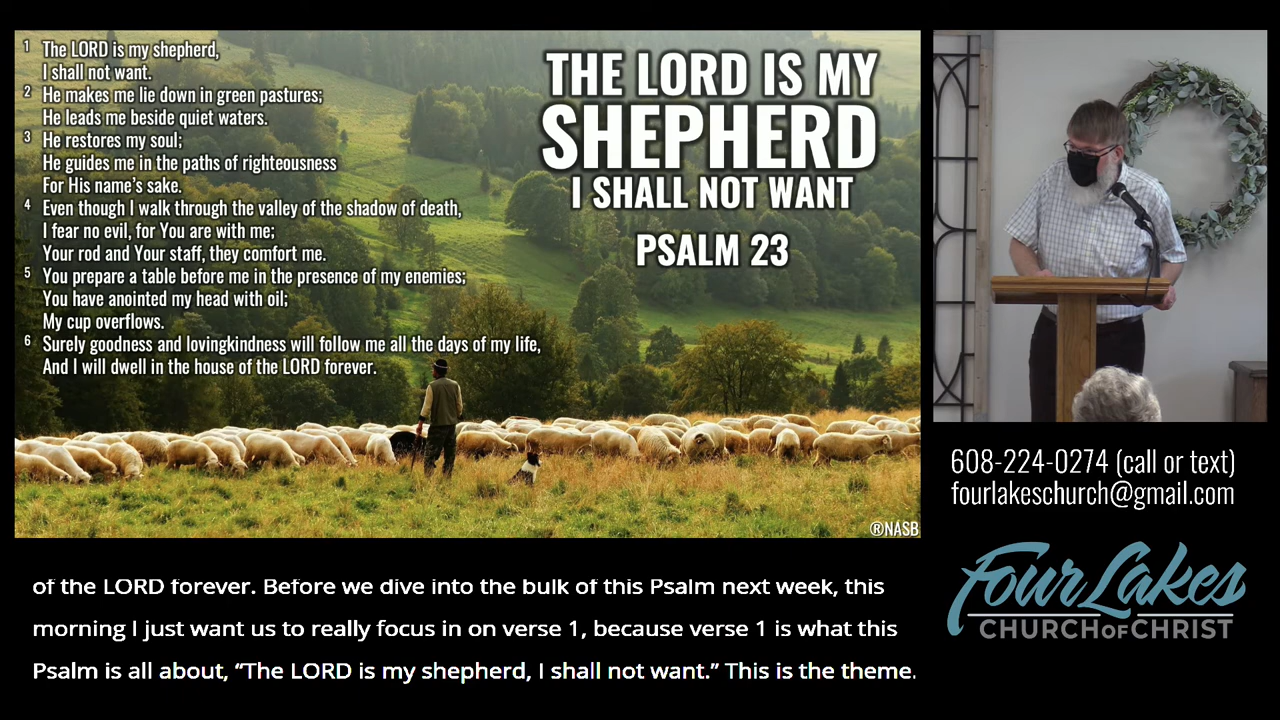 1 The LORD is my shepherd,
I shall not want.
2 He makes me lie down in green pastures;
He leads me beside quiet waters.
3 He restores my soul;
He guides me in the paths of righteousness
For His name's sake.
4 Even though I walk through the valley of the shadow of death,
I fear no evil, for You are with me;
Your rod and Your staff, they comfort me.
5 You prepare a table before me in the presence of my enemies;
You have anointed my head with oil;
My cup overflows.
6 Surely goodness and lovingkindness will follow me all the days of my life,
And I will dwell in the house of the LORD forever.
THE LORD IS MY
SHEPHERD
I SHALL NOT WANT
PSALM 23
®NASB
608-224-0274 (call or text)
fourlakeschurch@gmail.com
Four Lakes
CHURCH OF CHRIST
of the LORD forever. Before we dive into the bulk of this Psalm next week, this
morning I just want us to really focus in on verse 1, because verse 1 is what this
Psalm is all about, “The LORD is my shepherd, I shall not want.” This is the theme.